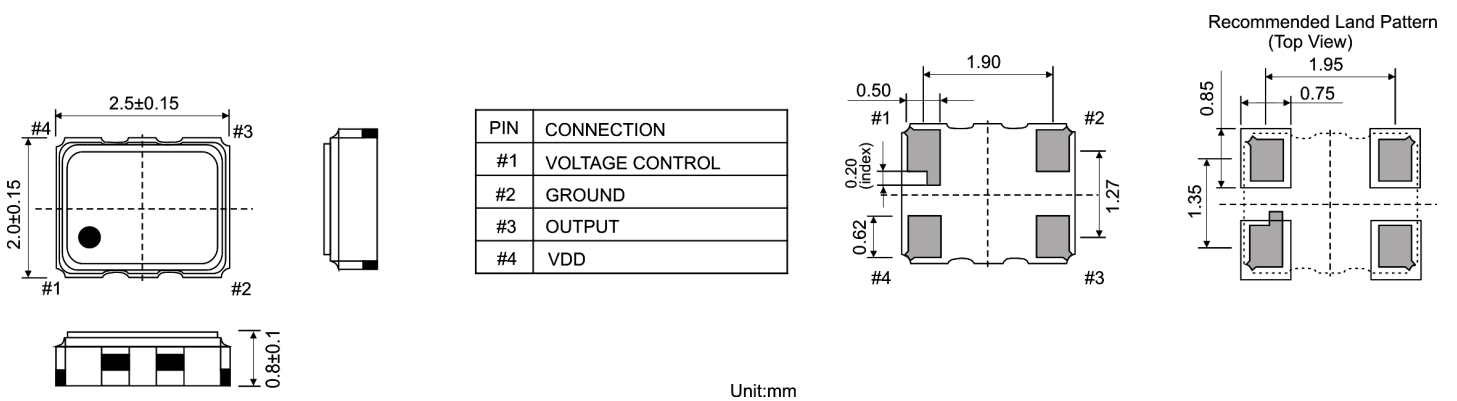 2.5±0.15
#4
#3
2.0±0.15
#1
#2
0.8±0.1
PIN CONNECTION
#1 VOLTAGE CONTROL
#2 GROUND
#3 OUTPUT
#4 VDD
Unit:mm
1.90
0.50
#1
#2
0.20
(index)
1.27
0.62
#4
#3
Recommended Land Pattern
(Top View)
1.95
0.75
0.85
1.35